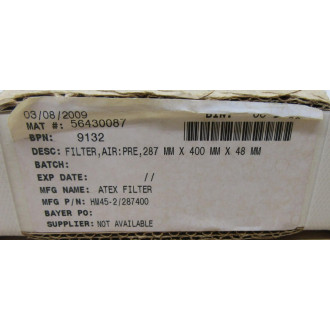 03/08/2009
MAT #: 56430087
BPN: 9132
DESC: FILTER,AIR:PRE,287 MM X 400 MM X 48 MM
BATCH:
EXP DATE: / /
MFG NAME: ATEX FILTER
MFG P/N: HM45-2/287400
BAYER PO:
SUPPLIER: NOT AVAILABLE